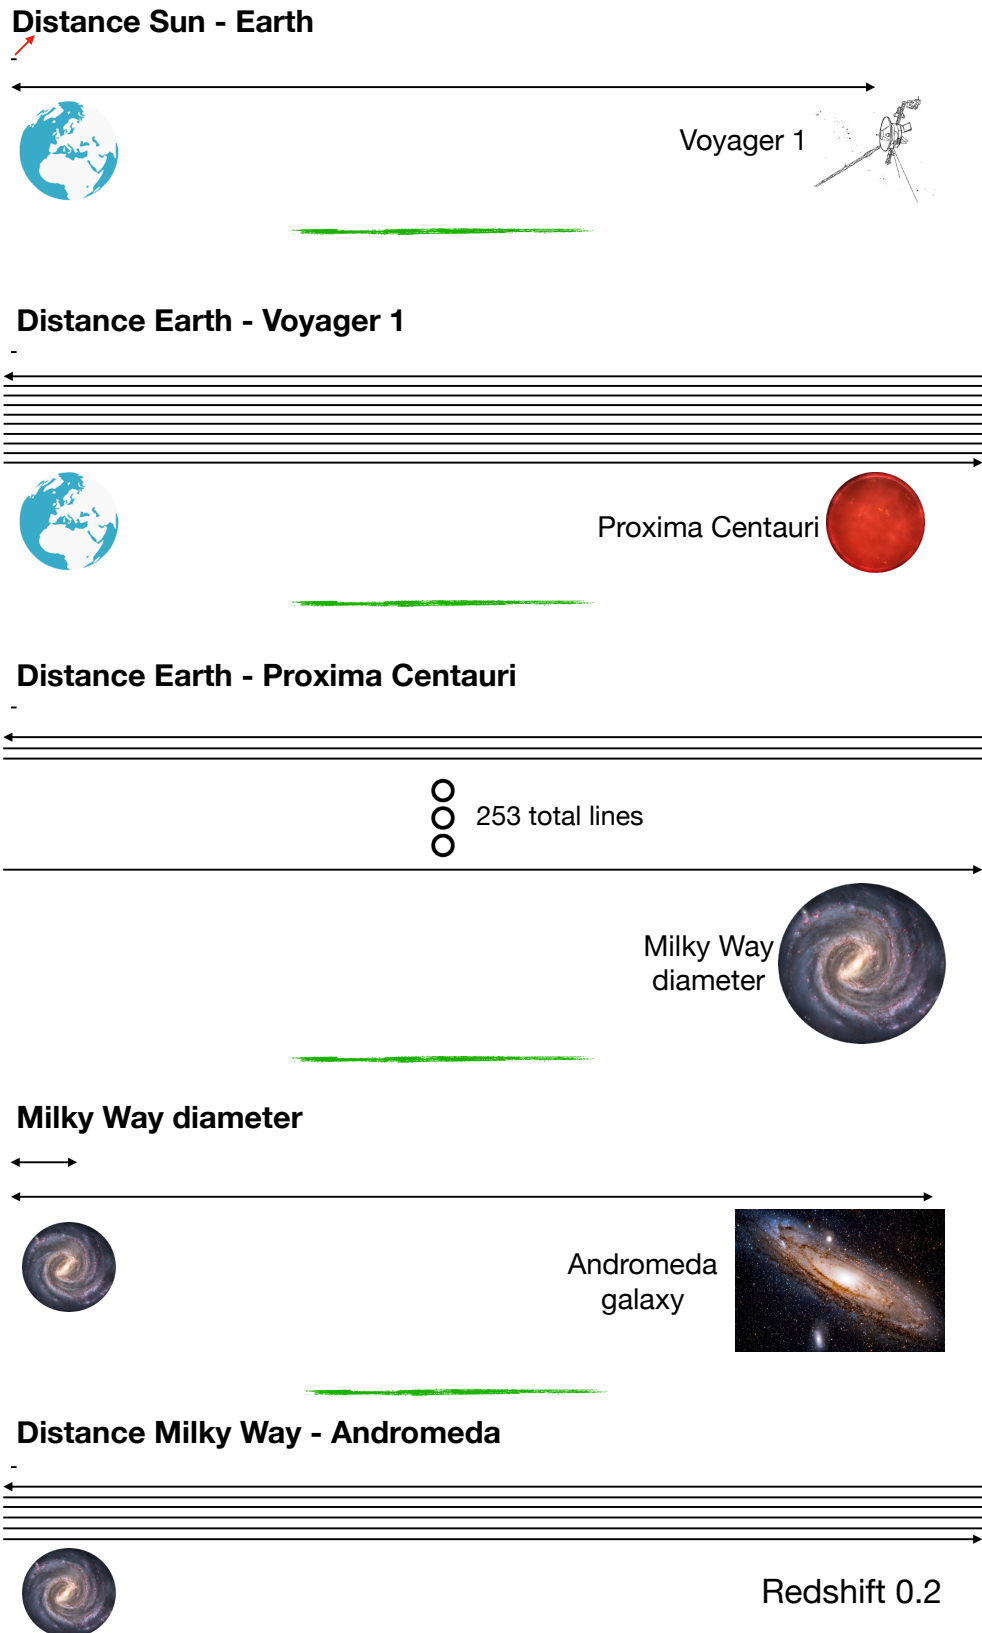 Distance Sun - Earth
Voyager 1
Distance Earth - Voyager 1
Proxima Centauri
Distance Earth - Proxima Centauri
253 total lines
Milky Way
diameter
Milky Way diameter
Andromeda
galaxy
Distance Milky Way - Andromeda
Redshift 0.2